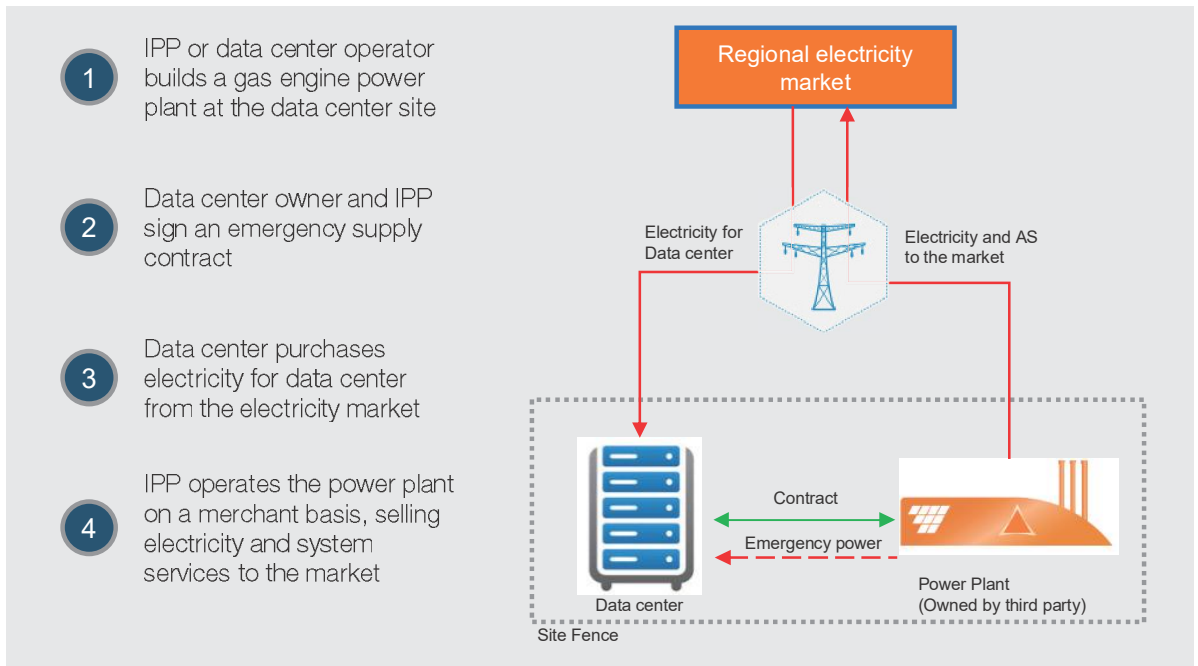 1
IPP or data center operator
builds a gas engine power
plant at the data center site
2
Data center owner and IPP
sign an emergency supply
contract
3
Data center purchases
electricity for data center
from the electricity market
4
IPP operates the power plant
on a merchant basis, selling
electricity and system
services to the market
Regional electricity
market
Electricity for
Data center
Electricity and AS
to the market
Contract
Emergency power
Data center
Power Plant
(Owned by third party)
Site Fence